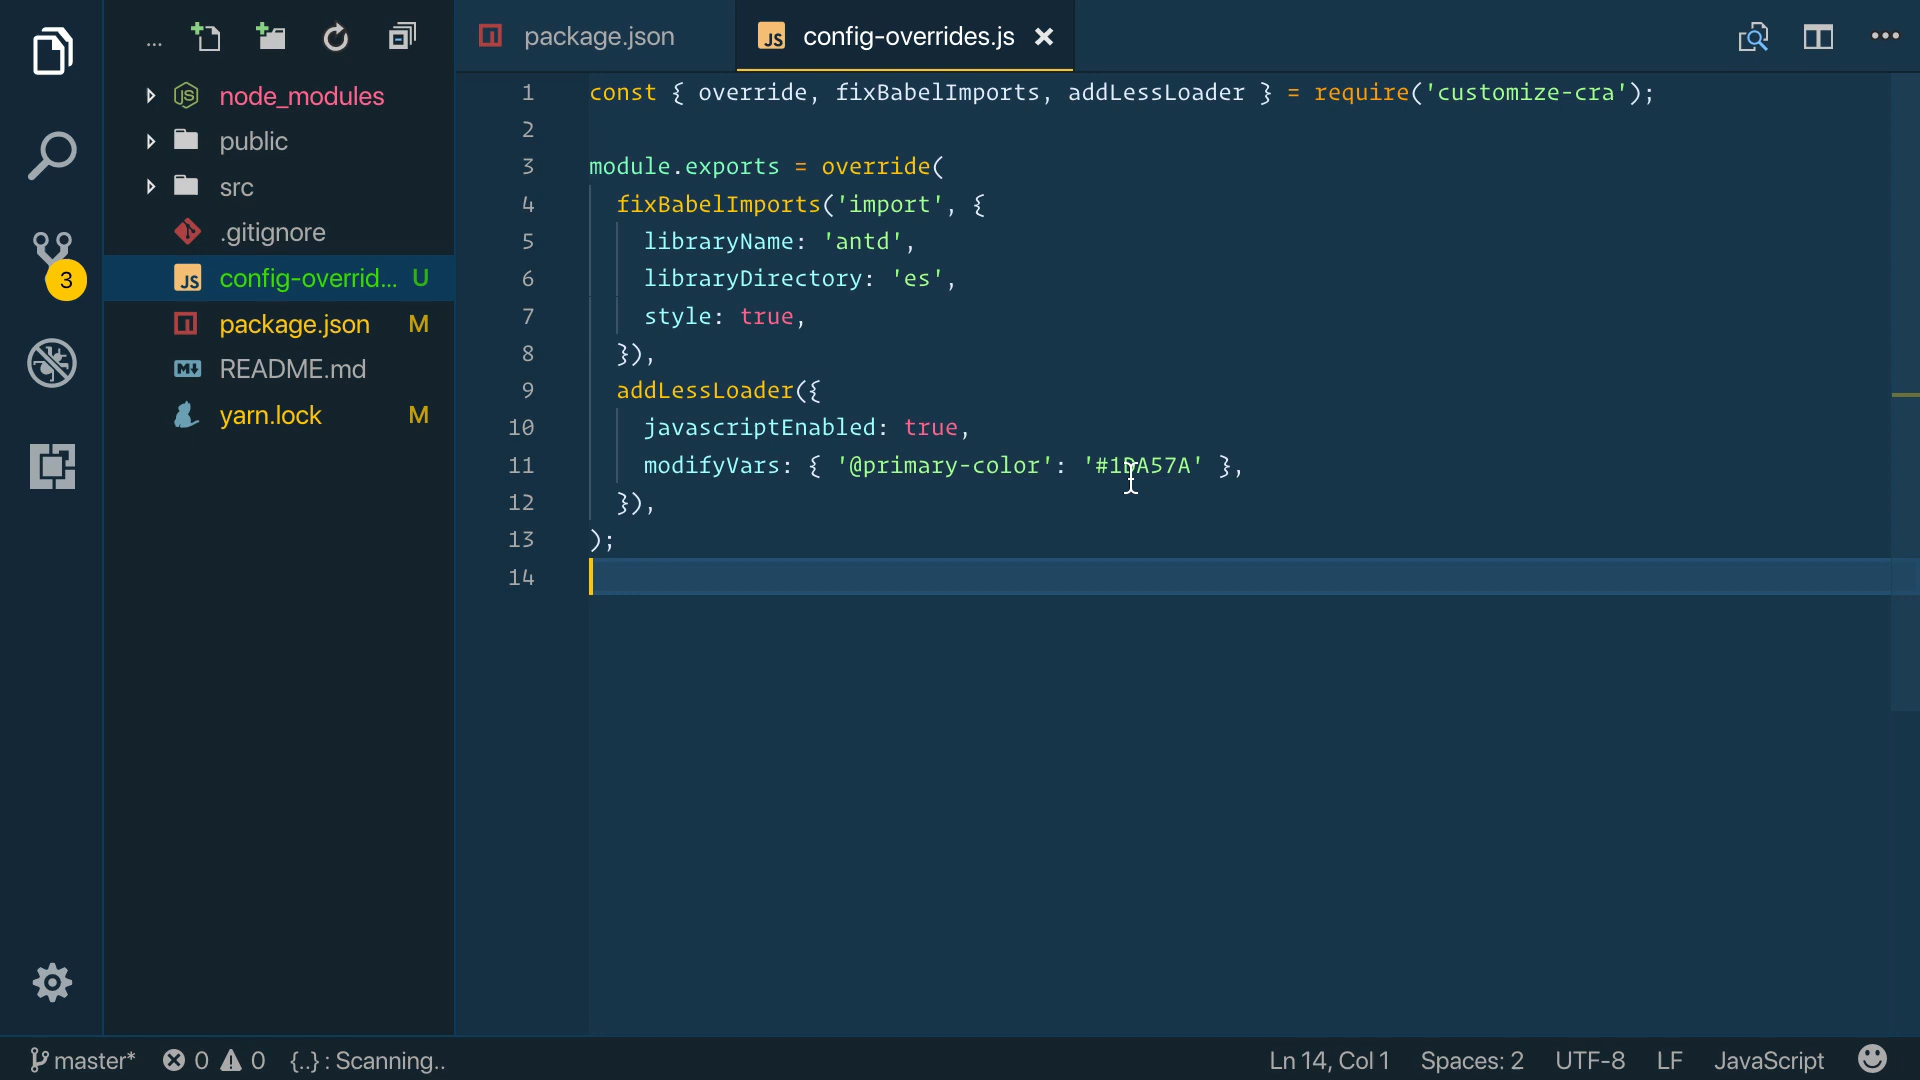 ...
node_modules
public
src
.gitignore
JS config-overrid... U
package.json M
README.md
yarn.lock M
3
package.json
JS config-overrides.js
1 const { override, fixBabelImports, addLessLoader } = require('customize-cra');
2
3 module.exports = override(
4 fixBabelImports('import', {
5 libraryName: 'antd',
6 libraryDirectory: 'es',
7 style: true,
8 }),
9 addLessLoader({
10 javascriptEnabled: true,
11 modifyVars: { '@primary-color': '#1DA57A' },
12 }),
13 );
14
master* 0 0 {..} : Scanning.. Ln 14, Col 1 Spaces: 2 UTF-8 LF JavaScript